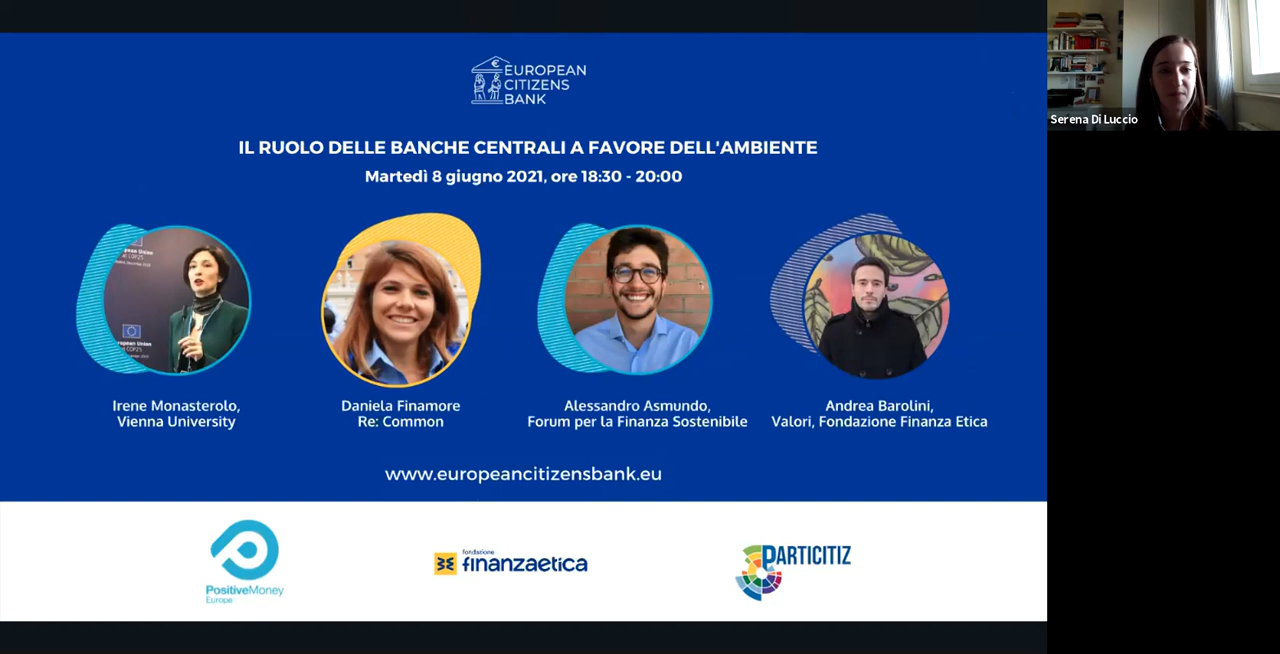 EUROPEAN
CITIZENS
BANK
IL RUOLO DELLE BANCHE CENTRALI A FAVORE DELL'AMBIENTE
Martedì 8 giugno 2021, ore 18:30 - 20:00
Irene Monasterolo,
Vienna University
Daniela Finamore
Re: Common
Alessandro Asmundo,
Forum per la Finanza Sostenibile
Andrea Barolini,
Valori, Fondazione Finanza Etica
www.europeancitizensbank.eu
PositiveMoney
Europe
fondazione
finanzaetica
PARTICITIZ
Serena Di Luccio